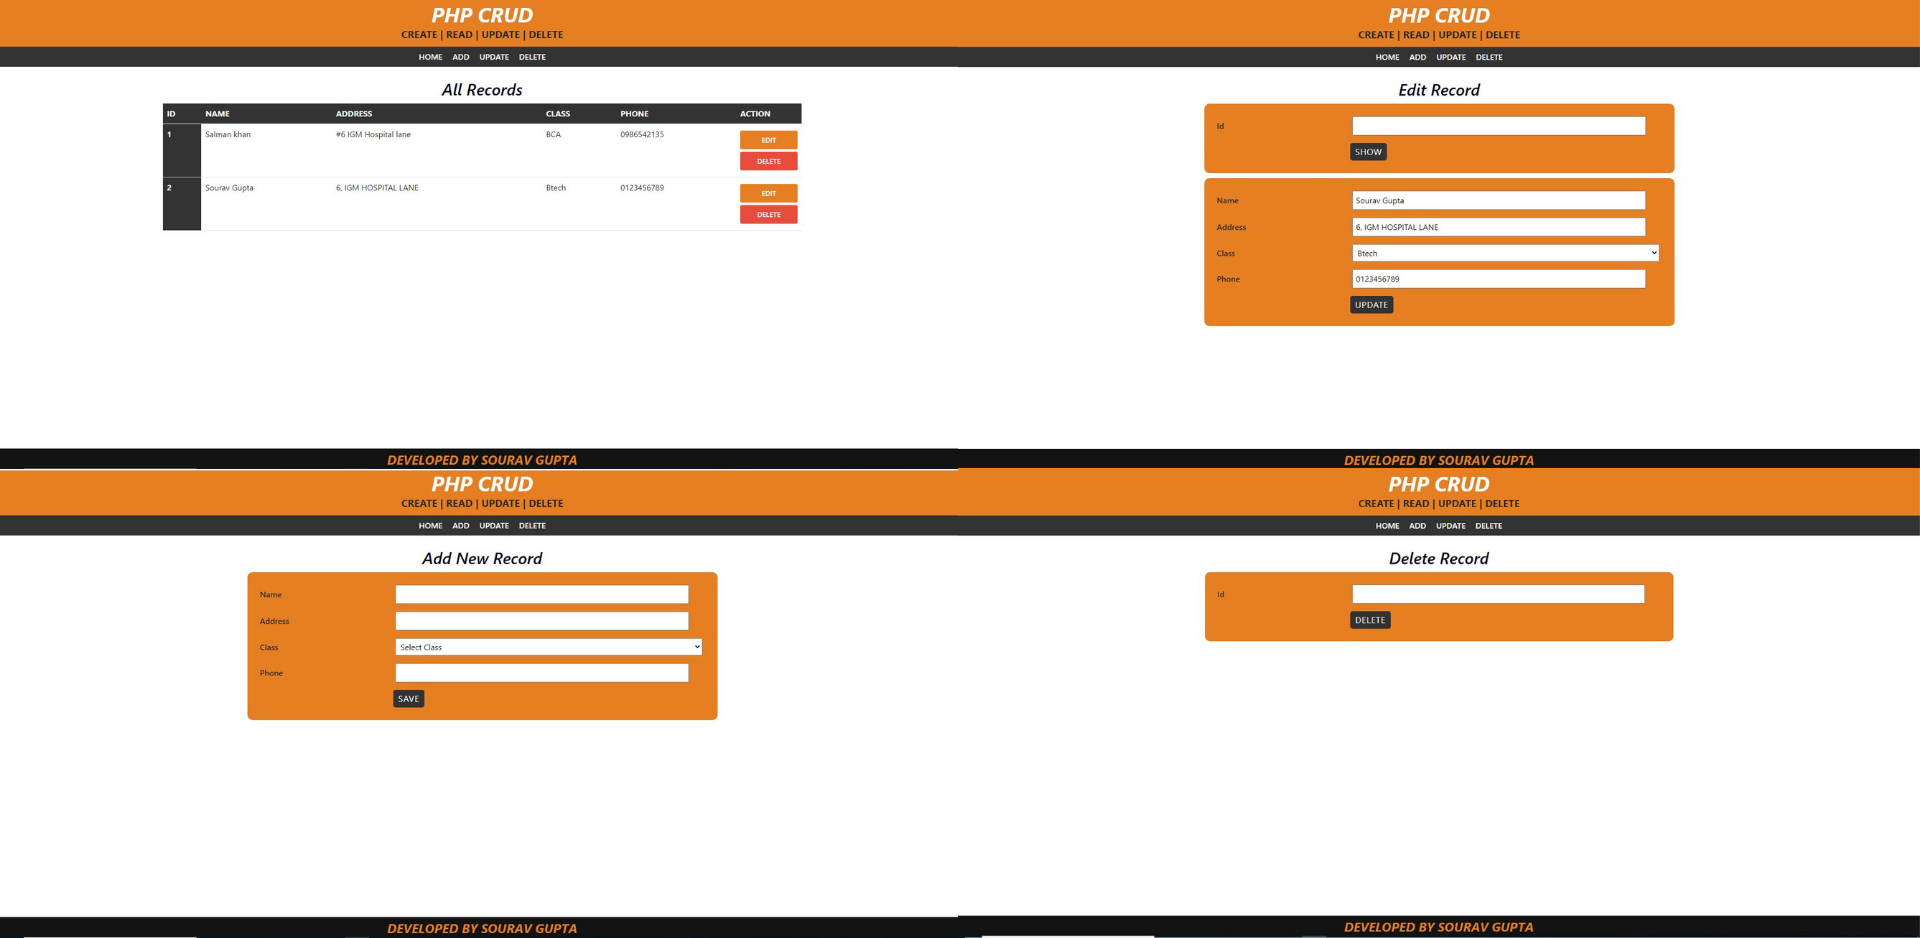 PHP CRUD
CREATE | READ | UPDATE | DELETE
HOME ADD UPDATE DELETE
All Records
ID NAME ADDRESS CLASS PHONE ACTION
1 Salman khan #6 IGM Hospital lane BCA 0986542135 EDIT
DELETE
2 Sourav Gupta 6, IGM HOSPITAL LANE Btech 0123456789 EDIT
DELETE
DEVELOPED BY SOURAV GUPTA
PHP CRUD
CREATE | READ | UPDATE | DELETE
HOME ADD UPDATE DELETE
Edit Record
Id
SHOW
Name Sourav Gupta
Address 6, IGM HOSPITAL LANE
Class Btech
Phone 0123456789
UPDATE
DEVELOPED BY SOURAV GUPTA
PHP CRUD
CREATE | READ | UPDATE | DELETE
HOME ADD UPDATE DELETE
Add New Record
Name
Address
Class Select Class
Phone
SAVE
DEVELOPED BY SOURAV GUPTA
PHP CRUD
CREATE | READ | UPDATE | DELETE
HOME ADD UPDATE DELETE
Delete Record
Id
DELETE
DEVELOPED BY SOURAV GUPTA